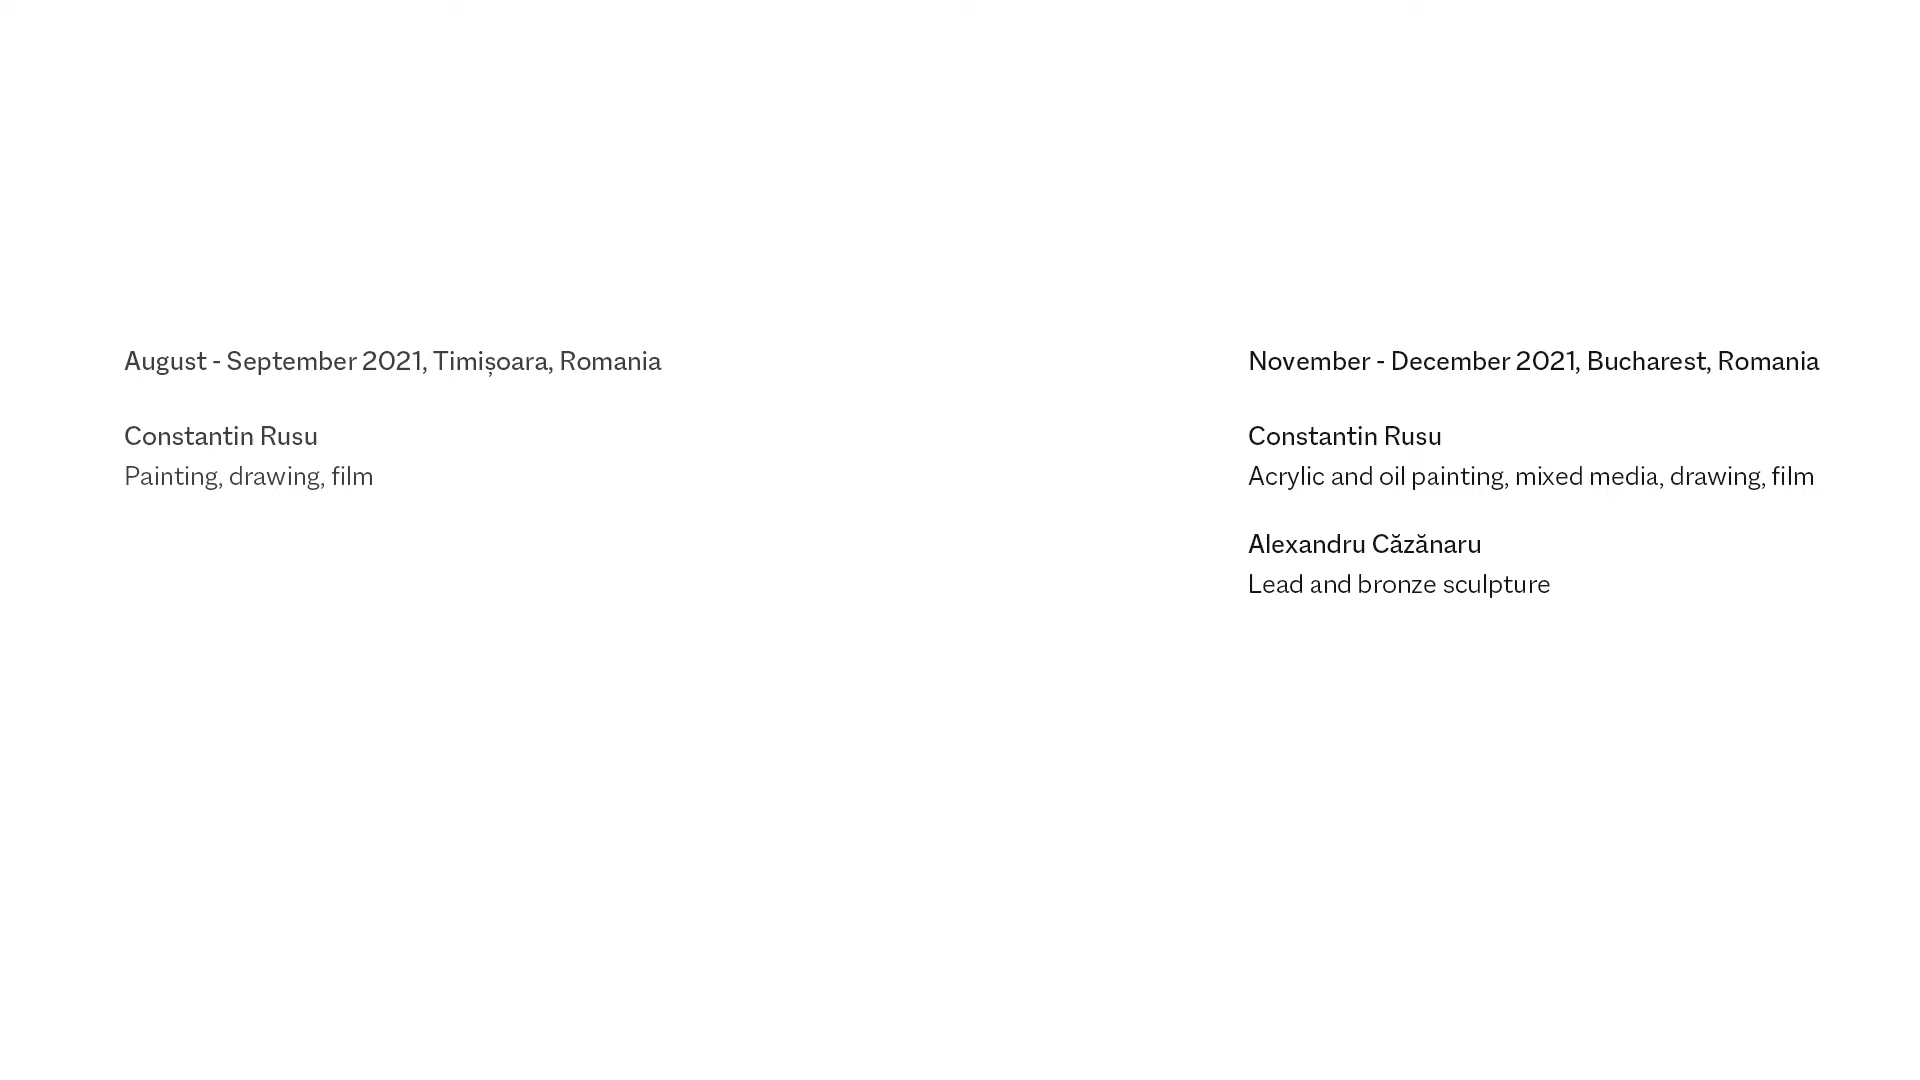 August - September 2021, Timișoara, Romania
Constantin Rusu
Painting, drawing, film
November - December 2021, Bucharest, Romania
Constantin Rusu
Acrylic and oil painting, mixed media, drawing, film
Alexandru Căzănaru
Lead and bronze sculpture